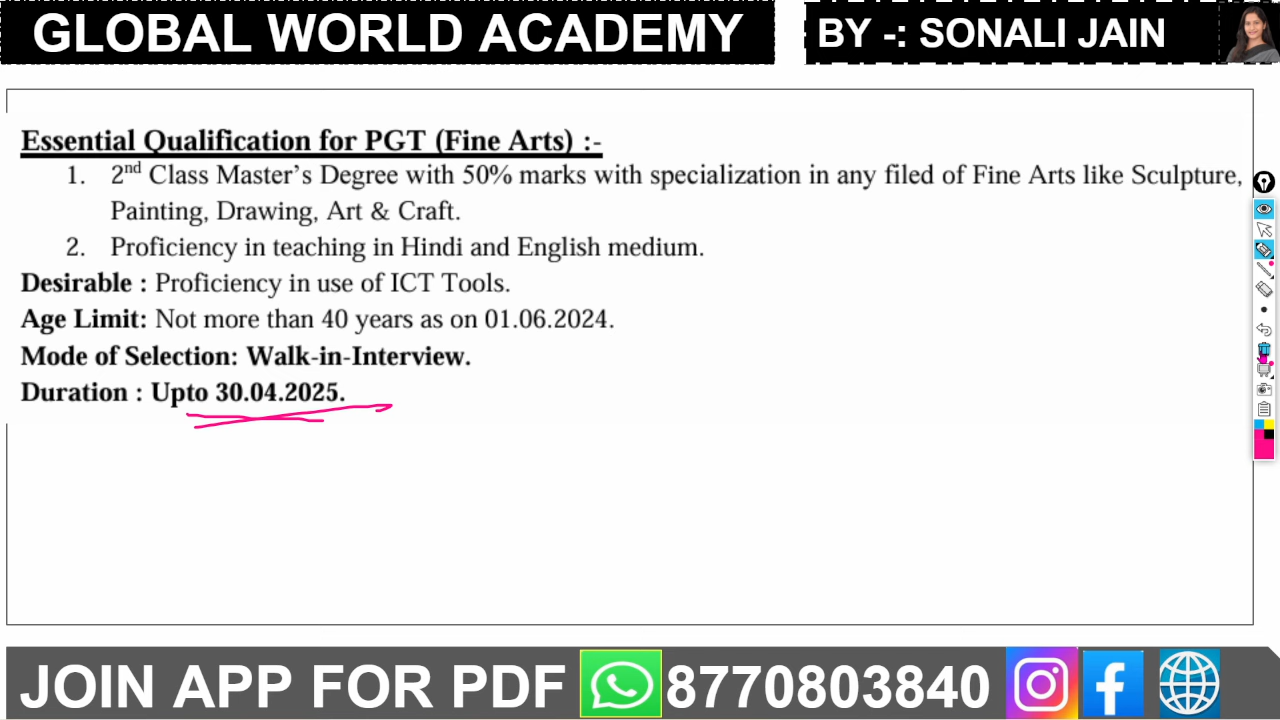 GLOBAL WORLD ACADEMY
BY -: SONALI JAIN
Essential Qualification for PGT (Fine Arts) :-
1. 2nd Class Master's Degree with 50% marks with specialization in any filed of Fine Arts like Sculpture,
Painting, Drawing, Art & Craft.
2. Proficiency in teaching in Hindi and English medium.
Desirable : Proficiency in use of ICT Tools.
Age Limit: Not more than 40 years as on 01.06.2024.
Mode of Selection: Walk-in-Interview.
Duration : Upto 30.04.2025.
JOIN APP FOR PDF 8770803840